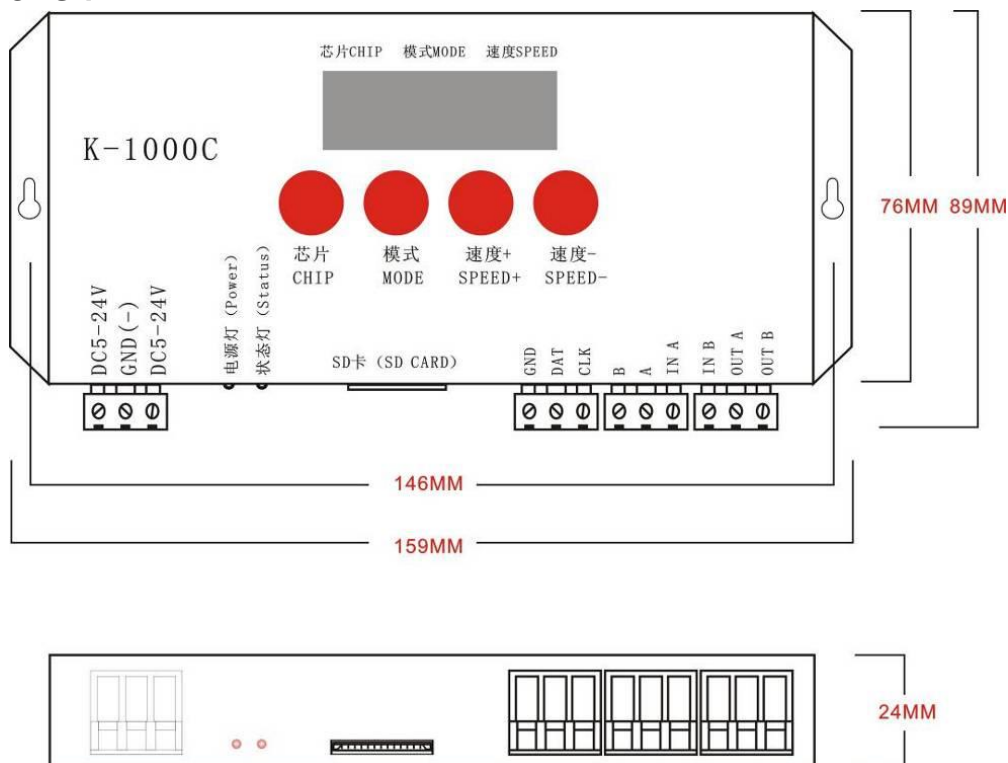 芯片CHIP 模式MODE 速度SPEED
K-1000C
芯片 模式 速度+ 速度-
CHIP MODE SPEED+ SPEED-
76MM 89MM
DC5-24V
GND(-)
DC5-24V
电源灯(Power)
状态灯(Status)
SD卡(SD CARD)
GND
DAT
CLK
B
A
IN A
IN B
OUT A
OUT B
146MM
159MM
24MM